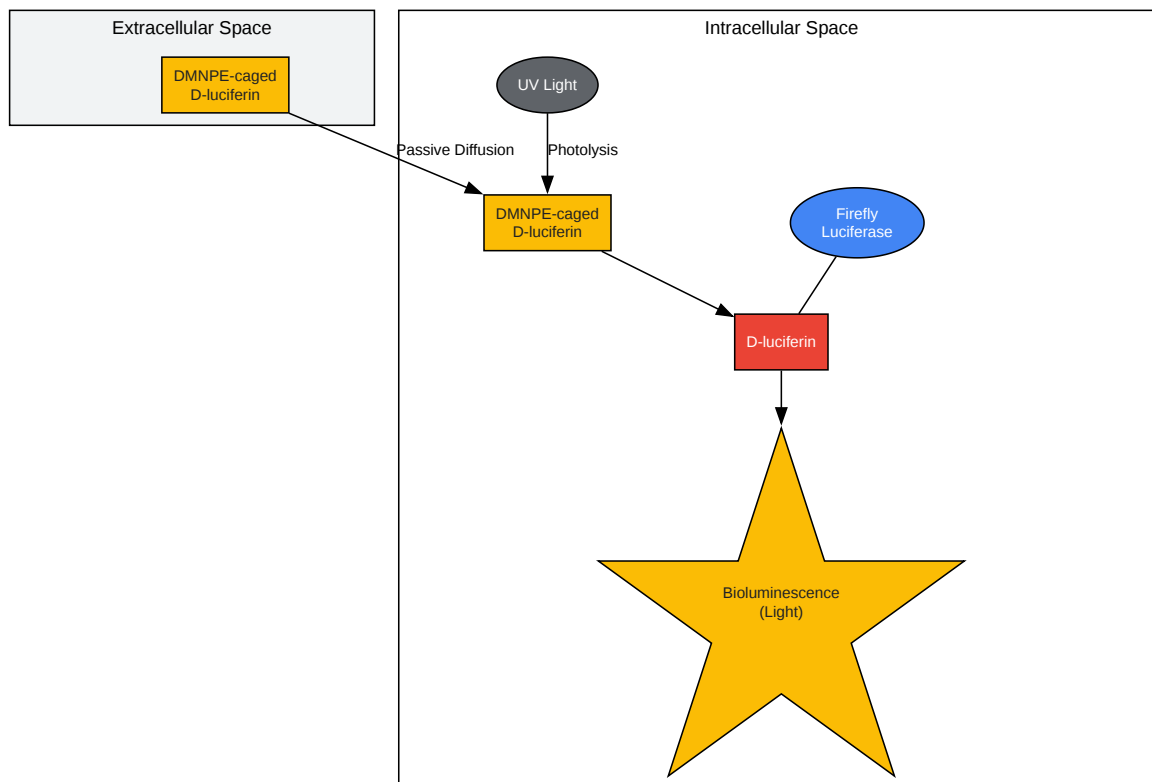 Extracellular Space
Intracellular Space
DMNPE-caged
D-luciferin
UV Light
Passive Diffusion
Photolysis
DMNPE-caged
D-luciferin
Firefly
Luciferase
D-luciferin
Bioluminescence
(Light)